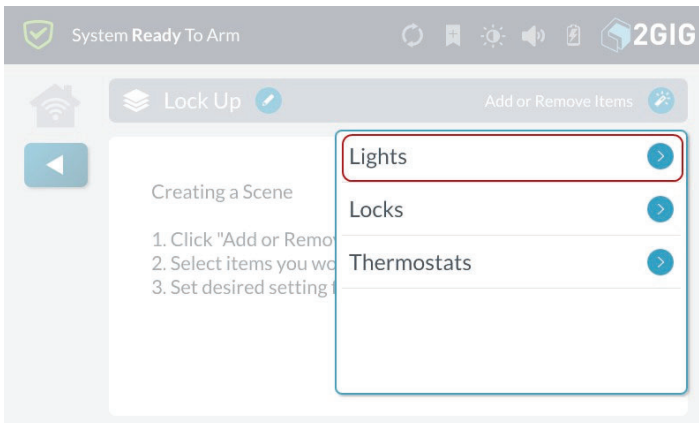 System Ready To Arm
2GIG
Lock Up
Add or Remove Items
Creating a Scene
1. Click "Add or Remov
2. Select items you wo
3. Set desired setting f
Lights
Locks
Thermostats